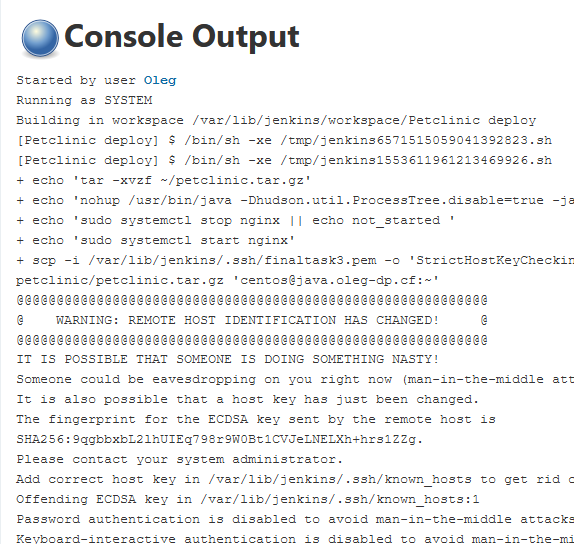 Console Output
Started by user Oleg
Running as SYSTEM
Building in workspace /var/lib/jenkins/workspace/Petclinic deploy
[Petclinic deploy] $ /bin/sh -xe /tmp/jenkins6571515059041392823.sh
[Petclinic deploy] $ /bin/sh -xe /tmp/jenkins1553611961213469926.sh
+ echo 'tar -xvzf ~/petclinic.tar.gz'
+ echo 'nohup /usr/bin/java -Dhudson.util.ProcessTree.disable=true -ja
+ echo 'sudo systemctl stop nginx || echo not_started '
+ echo 'sudo systemctl start nginx'
+ scp -i /var/lib/jenkins/.ssh/finaltask3.pem -o 'StrictHostKeyCheckin
petclinic/petclinic.tar.gz 'centos@java.oleg-dp.cf:~'
@@@@@@@@@@@@@@@@@@@@@@@@@@@@@@@@@@@@@@@@@@@@@@@@@@@@@@@@@@@
@    WARNING: REMOTE HOST IDENTIFICATION HAS CHANGED!     @
@@@@@@@@@@@@@@@@@@@@@@@@@@@@@@@@@@@@@@@@@@@@@@@@@@@@@@@@@@@
IT IS POSSIBLE THAT SOMEONE IS DOING SOMETHING NASTY!
Someone could be eavesdropping on you right now (man-in-the-middle att
It is also possible that a host key has just been changed.
The fingerprint for the ECDSA key sent by the remote host is
SHA256:9qgbbxbL2lhUIEq798r9W0Bt1CVJeLNELXh+hrs1ZZg.
Please contact your system administrator.
Add correct host key in /var/lib/jenkins/.ssh/known_hosts to get rid o
Offending ECDSA key in /var/lib/jenkins/.ssh/known_hosts:1
Password authentication is disabled to avoid man-in-the-middle attacks
Keyboard-interactive authentication is disabled to avoid man-in-the-mi